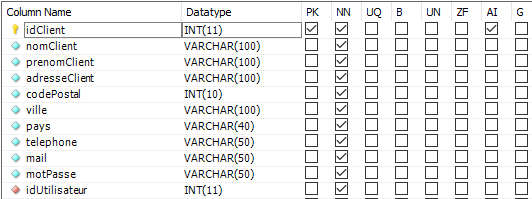 Column Name Datatype PK NN UQ B UN ZF AI G
idClient INT(11)
nomClient VARCHAR(100)
prenomClient VARCHAR(100)
adresseClient VARCHAR(100)
codePostal INT(10)
ville VARCHAR(100)
pays VARCHAR(40)
telephone VARCHAR(50)
mail VARCHAR(50)
motPasse VARCHAR(50)
idUtilisateur INT(11)